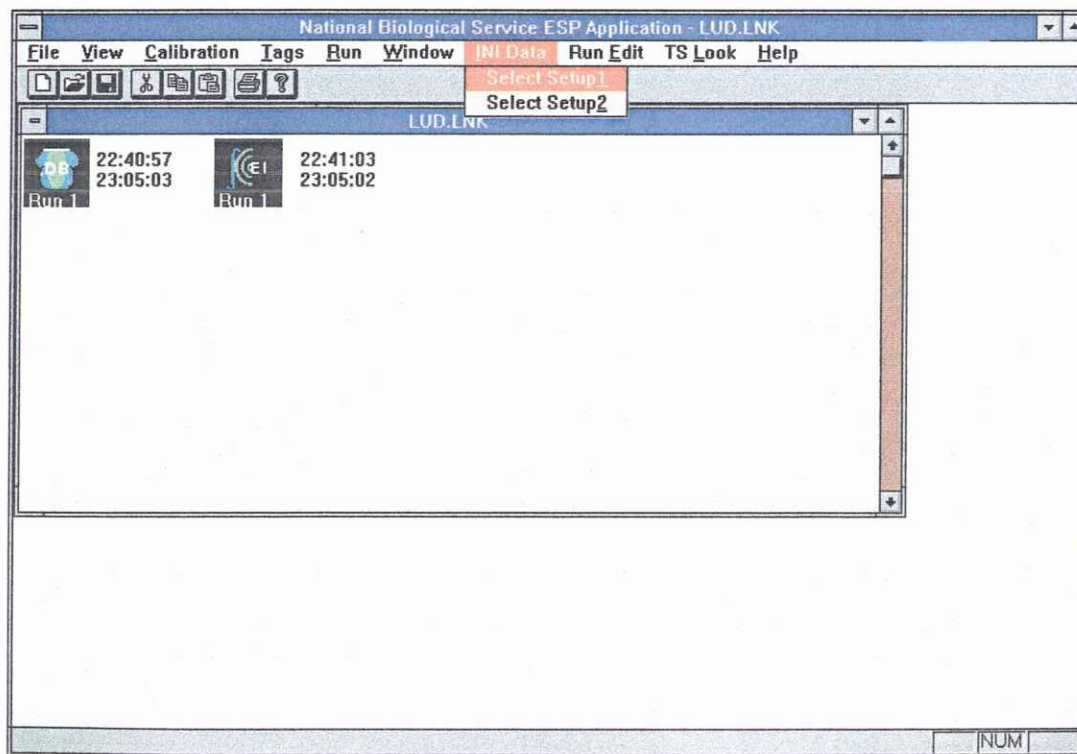 National Biological Service ESP Application - LUD.LNK
File View Calibration Tags Run Window INI Data Run Edit TS Look Help
Select Setup1
Select Setup2
LUD.LNK
DB
22:40:57
23:05:03
Run 1
EI
22:41:03
23:05:02
Run 1
NUM